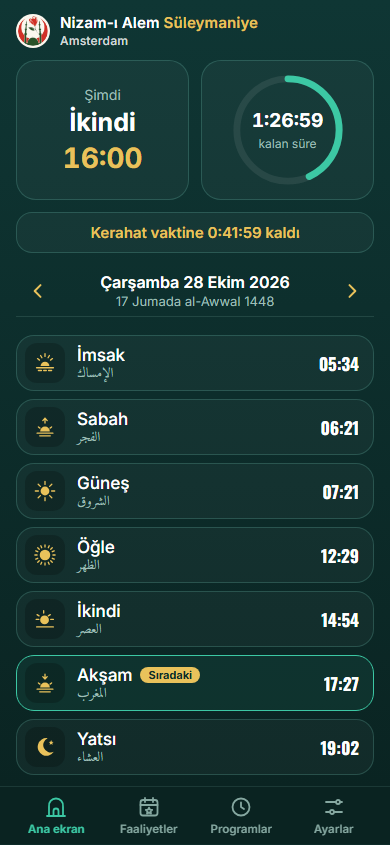 Nizam-ı Alem Süleymaniye
Amsterdam
Şimdi
İkindi
16:00
1:26:59
kalan süre
Kerahat vaktine 0:41:59 kaldı
Çarşamba 28 Ekim 2026
17 Jumada al-Awwal 1448
İmsak
الإمساك
05:34
Sabah
الفجر
06:21
Güneş
الشروق
07:21
Öğle
الظهر
12:29
İkindi
العصر
14:54
Akşam Sıradaki
المغرب
17:27
Yatsı
العشاء
19:02
Ana ekran
Faaliyetler
Programlar
Ayarlar